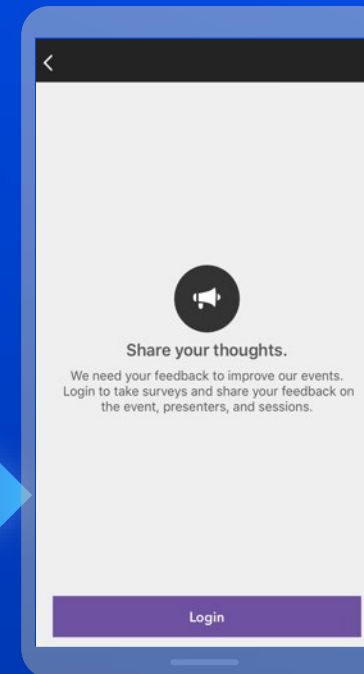 Share your thoughts.
We need your feedback to improve our events.
Login to take surveys and share your feedback on
the event, presenters, and sessions.
Login